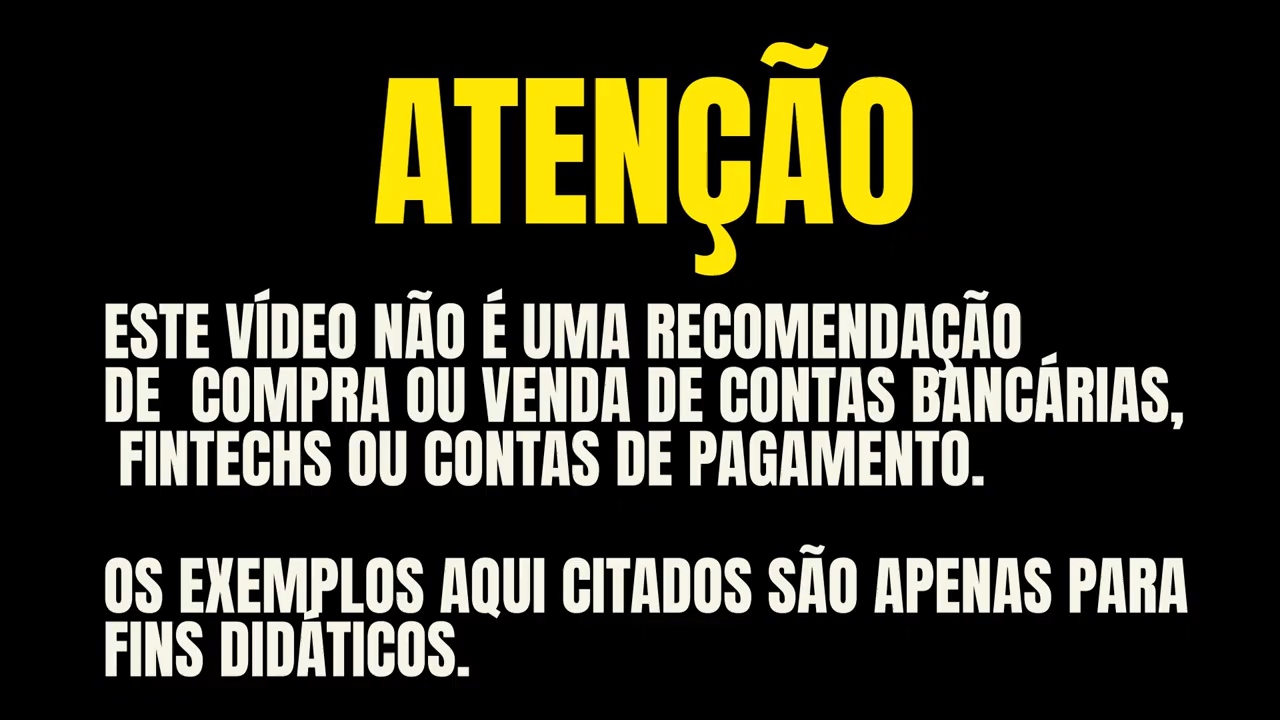 ATENÇÃO
ESTE VÍDEO NÃO É UMA RECOMENDAÇÃO
DE COMPRA OU VENDA DE CONTAS BANCÁRIAS,
FINTECHS OU CONTAS DE PAGAMENTO.
OS EXEMPLOS AQUI CITADOS SÃO APENAS PARA
FINS DIDÁTICOS.